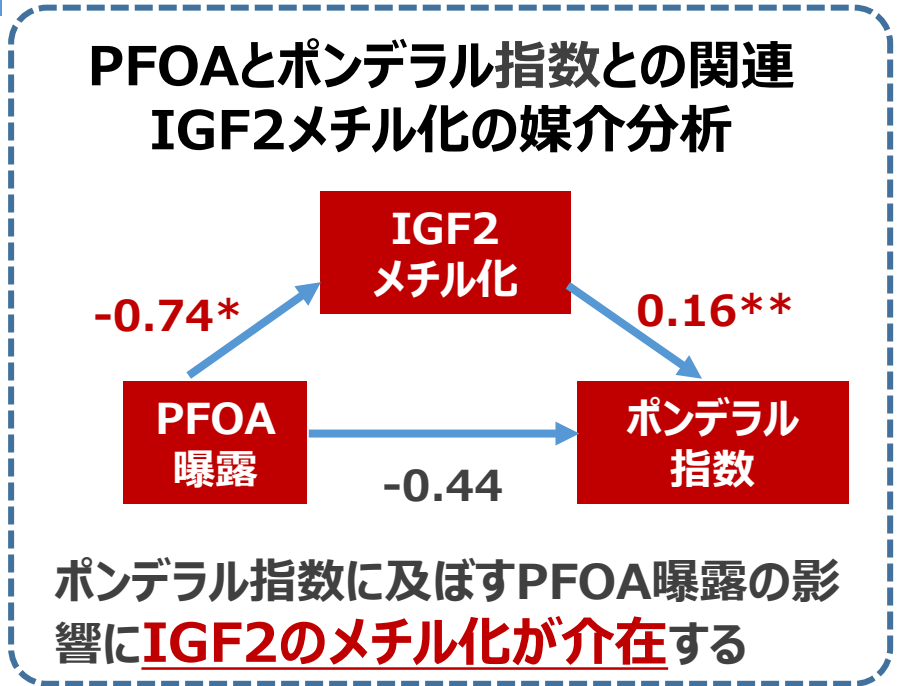 PFOAとポンデラル指数との関連
IGF2メチル化の媒介分析
IGF2
メチル化
-0.74*
0.16**
PFOA
曝露
ポンデラル
指数
-0.44
ポンデラル指数に及ぼすPFOA曝露の影
響にIGF2のメチル化が介在する